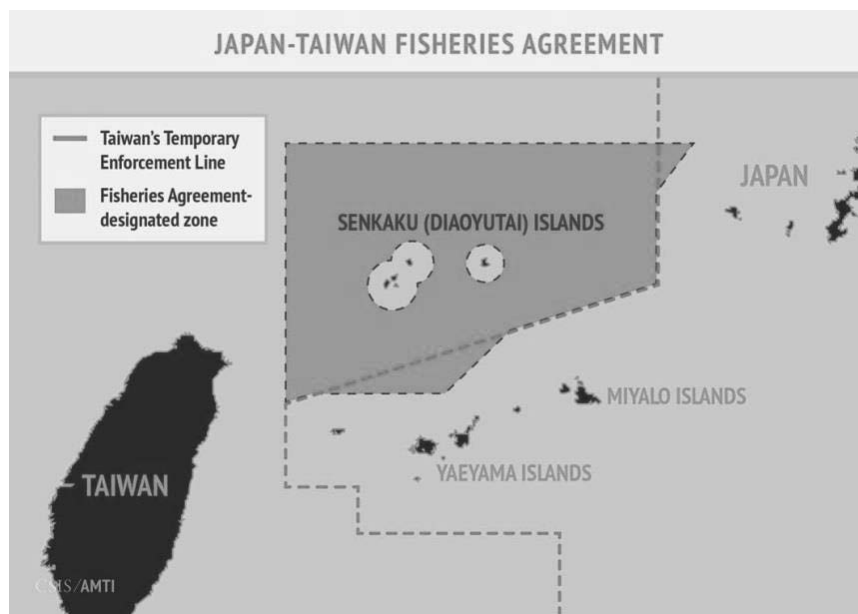 JAPAN-TAIWAN FISHERIES AGREEMENT
Taiwan's Temporary
Enforcement Line
Fisheries Agreement-
designated zone
JAPAN
SENKAKU (DIAOYUTAI) ISLANDS
MIYALO ISLANDS
YAEYAMA ISLANDS
TAIWAN
CSIS/AMTI